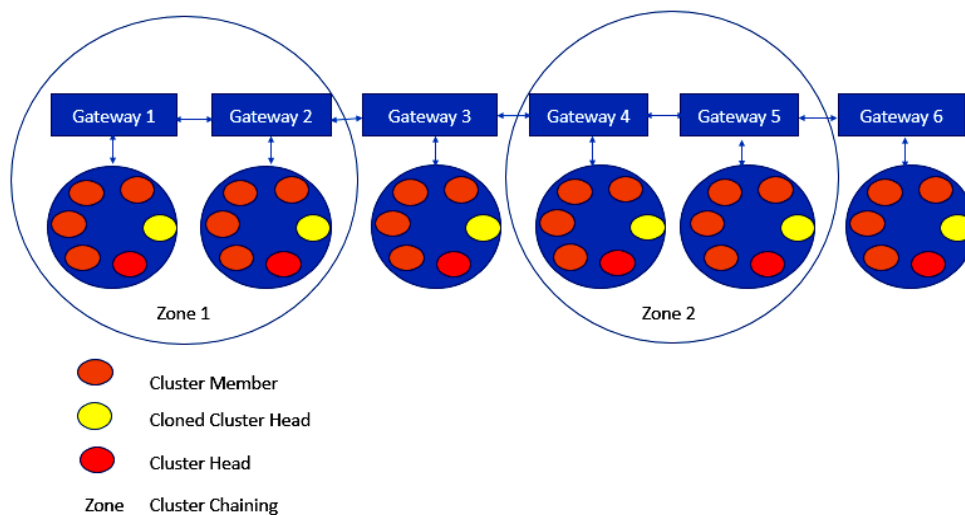 Gateway 1
Gateway 2
Gateway 3
Gateway 4
Gateway 5
Gateway 6
Zone 1
Zone 2
Cluster Member
Cloned Cluster Head
Cluster Head
Zone Cluster Chaining